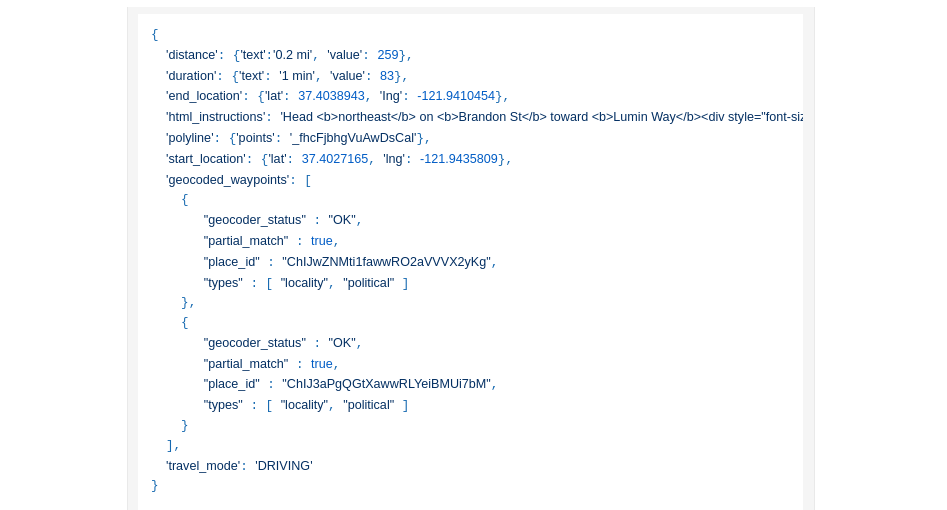 {
'distance': {'text':'0.2 mi', 'value': 259},
'duration': {'text': '1 min', 'value': 83},
'end_location': {'lat': 37.4038943, 'lng': -121.9410454},
'html_instructions': 'Head <b>northeast</b> on <b>Brandon St</b> toward <b>Lumin Way</b><div style="font-siz
'polyline': {'points': '_fhcFjbhgVuAwDsCal'},
'start_location': {'lat': 37.4027165, 'lng': -121.9435809},
'geocoded_waypoints': [
{
"geocoder_status" : "OK",
"partial_match" : true,
"place_id" : "ChIJwZNMti1fawwRO2aVVVX2yKg",
"types" : [ "locality", "political" ]
},
{
"geocoder_status" : "OK",
"partial_match" : true,
"place_id" : "ChIJ3aPgQGtXawwRLYeiBMUi7bM",
"types" : [ "locality", "political" ]
}
],
'travel_mode': 'DRIVING'
}